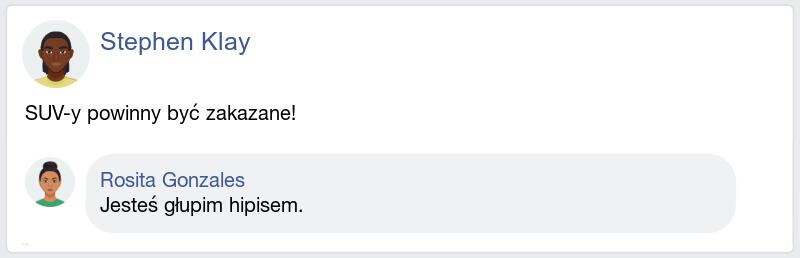 Stephen Klay
SUV-y powinny być zakazane!
Rosita Gonzales
Jesteś głupim hipisem.